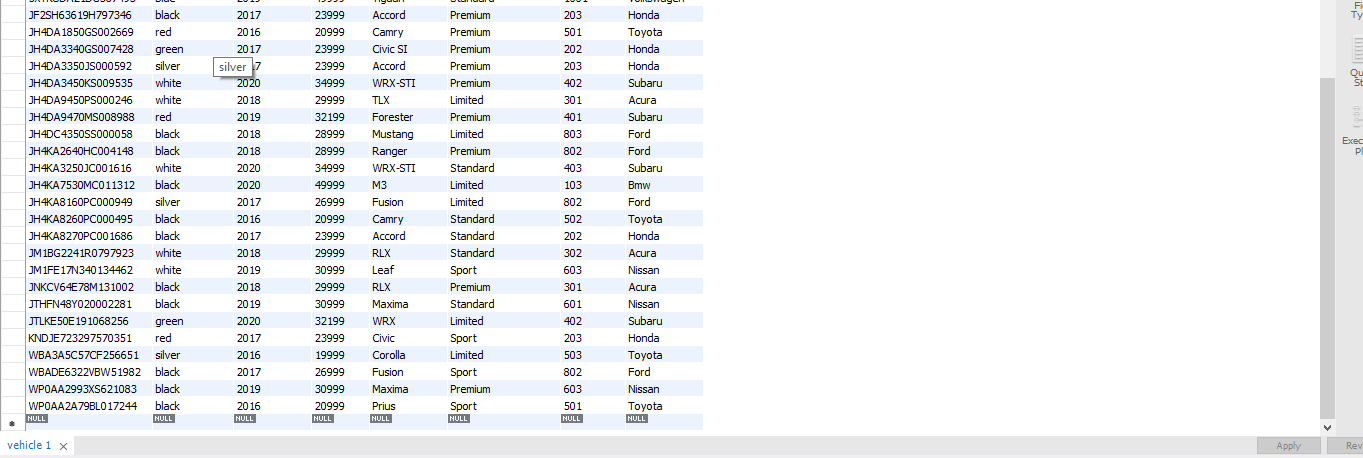 JF2SH63619H797346 black 2017 23999 Accord Premium 203 Honda
JH4DA1850GS002669 red 2016 20999 Camry Premium 501 Toyota
JH4DA3340GS007428 green 2017 23999 Civic SI Premium 202 Honda
JH4DA3350JS000592 silver silver 7 23999 Accord Premium 203 Honda
JH4DA3450KS009535 white 2020 34999 WRX-STI Premium 402 Subaru
JH4DA9450PS000246 white 2018 29999 TLX Limited 301 Acura
JH4DA9470MS008988 red 2019 32199 Forester Premium 401 Subaru
JH4DC4350SS000058 black 2018 28999 Mustang Limited 803 Ford
JH4KA2640HC004148 black 2018 28999 Ranger Premium 802 Ford
JH4KA3250JC001616 white 2020 34999 WRX-STI Standard 403 Subaru
JH4KA7530MC011312 black 2020 49999 M3 Limited 103 Bmw
JH4KA8160PC000949 silver 2017 26999 Fusion Limited 802 Ford
JH4KA8260PC000495 black 2016 20999 Camry Standard 502 Toyota
JH4KA8270PC001686 black 2017 23999 Accord Standard 202 Honda
JM1BG2241R0797923 white 2018 29999 RLX Standard 302 Acura
JM1FE17N340134462 white 2019 30999 Leaf Sport 603 Nissan
JNKCV64E78M131002 black 2018 29999 RLX Premium 301 Acura
JTHFN48Y020002281 black 2019 30999 Maxima Standard 601 Nissan
JTLKE50E191068256 green 2020 32199 WRX Limited 402 Subaru
KNDJE723297570351 red 2017 23999 Civic Sport 203 Honda
WBA3A5C57CF256651 silver 2016 19999 Corolla Limited 503 Toyota
WBADE6322VBW51982 black 2017 26999 Fusion Sport 802 Ford
WP0AA2993XS621083 black 2019 30999 Maxima Premium 603 Nissan
WP0AA2A79BL017244 black 2016 20999 Prius Sport 501 Toyota
NULL NULL NULL NULL NULL NULL NULL NULL
vehicle 1
Apply
Rev
Fi
Ty
Qu
St
Exec
Pl